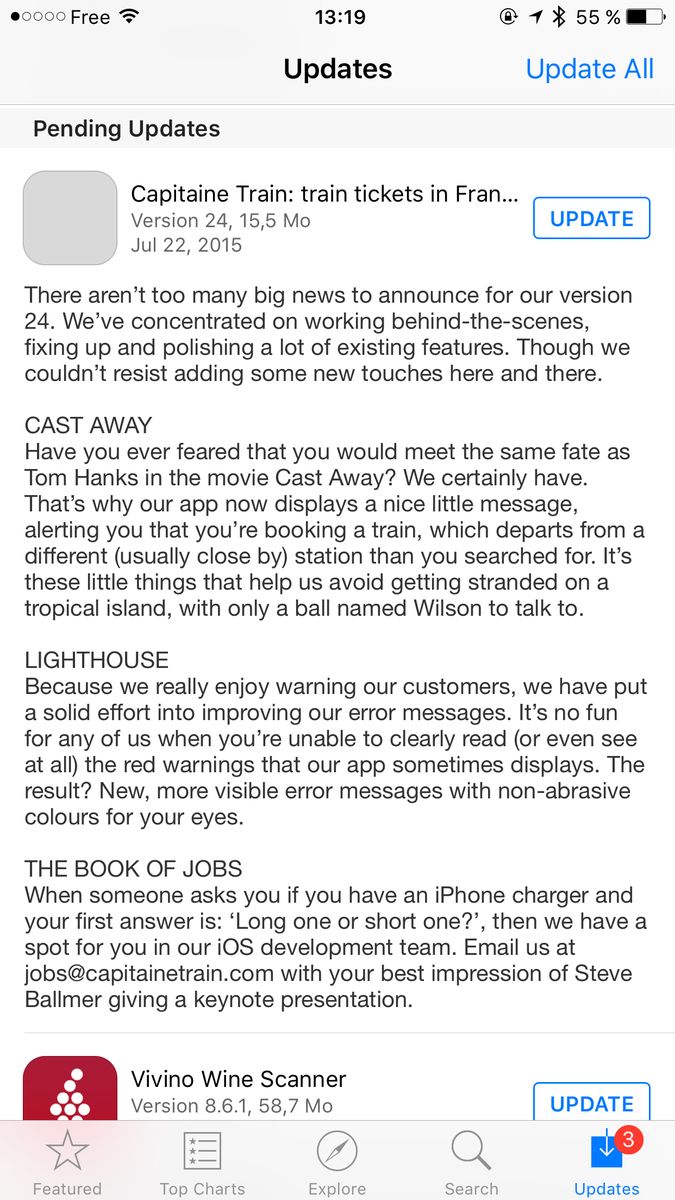 Free 13:19 55 %
Updates Update All
Pending Updates
Capitaine Train: train tickets in Fran...
Version 24, 15,5 Mo
UPDATE
Jul 22, 2015
There aren’t too many big news to announce for our version
24. We’ve concentrated on working behind-the-scenes,
fixing up and polishing a lot of existing features. Though we
couldn’t resist adding some new touches here and there.
CAST AWAY
Have you ever feared that you would meet the same fate as
Tom Hanks in the movie Cast Away? We certainly have.
That’s why our app now displays a nice little message,
alerting you that you’re booking a train, which departs from a
different (usually close by) station than you searched for. It’s
these little things that help us avoid getting stranded on a
tropical island, with only a ball named Wilson to talk to.
LIGHTHOUSE
Because we really enjoy warning our customers, we have put
a solid effort into improving our error messages. It’s no fun
for any of us when you’re unable to clearly read (or even see
at all) the red warnings that our app sometimes displays. The
result? New, more visible error messages with non-abrasive
colours for your eyes.
THE BOOK OF JOBS
When someone asks you if you have an iPhone charger and
your first answer is: ‘Long one or short one?’, then we have a
spot for you in our iOS development team. Email us at
jobs@capitainetrain.com with your best impression of Steve
Ballmer giving a keynote presentation.
Vivino Wine Scanner
Version 8.6.1, 58,7 Mo
UPDATE
3
Featured Top Charts Explore Search Updates